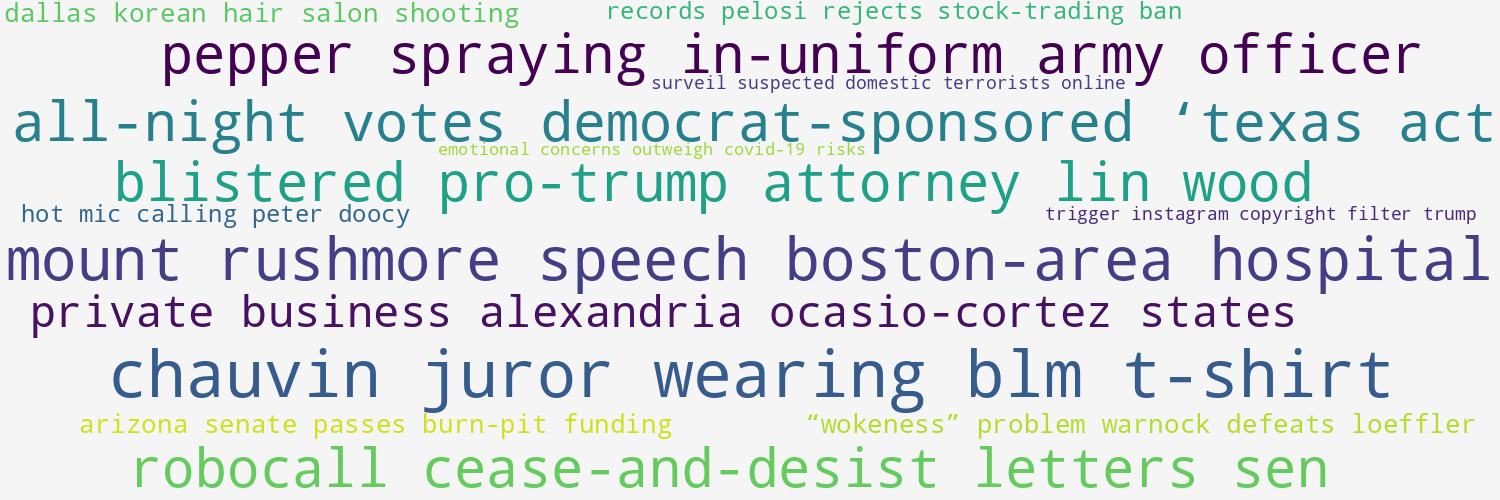 dallas korean hair salon shooting
records pelosi rejects stock-trading ban
pepper spraying in-uniform army officer
surveil suspected domestic terrorists online
all-night votes democrat-sponsored ‘texas act
emotional concerns outweigh covid-19 risks
blistered pro-trump attorney lin wood
hot mic calling peter doocy
trigger instagram copyright filter trump
mount rushmore speech boston-area hospital
private business alexandria ocasio-cortez states
chauvin juror wearing blm t-shirt
arizona senate passes burn-pit funding
“wokeness” problem warnock defeats loeffler
robocall cease-and-desist letters sen